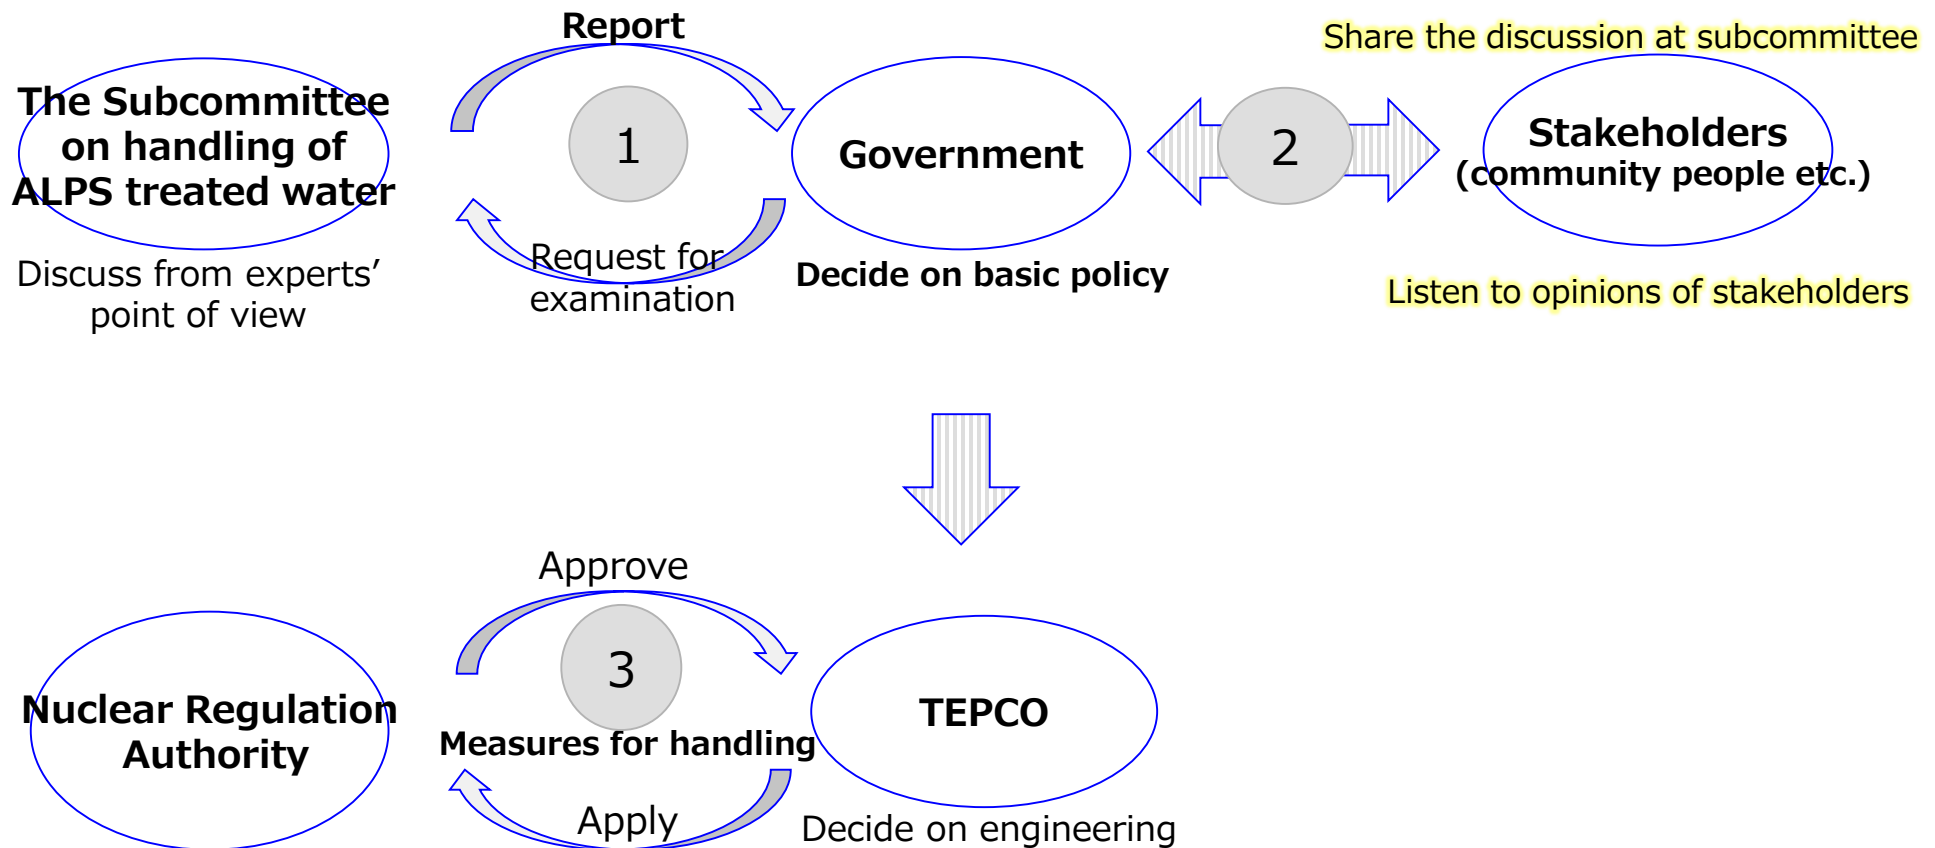 Report
Share the discussion at subcommittee
The Subcommittee
on handling of
ALPS treated water
1
Government
2
Stakeholders
(community people etc.)
Discuss from experts’
point of view
Request for
examination
Decide on basic policy
Listen to opinions of stakeholders
Approve
3
Nuclear Regulation
Authority
Measures for handling
TEPCO
Apply
Decide on engineering